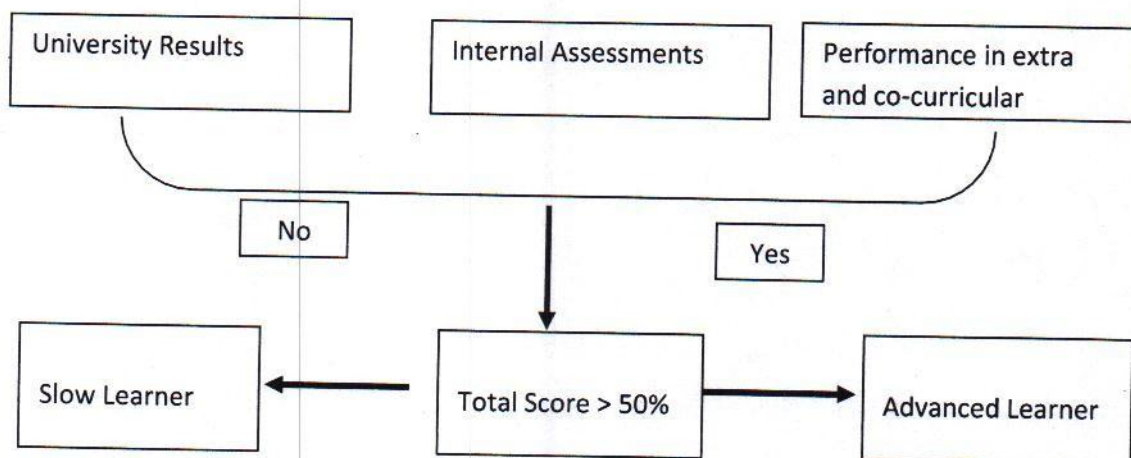 University Results
Internal Assessments
Performance in extra
and co-curricular
No
Yes
Slow Learner
Total Score > 50%
Advanced Learner